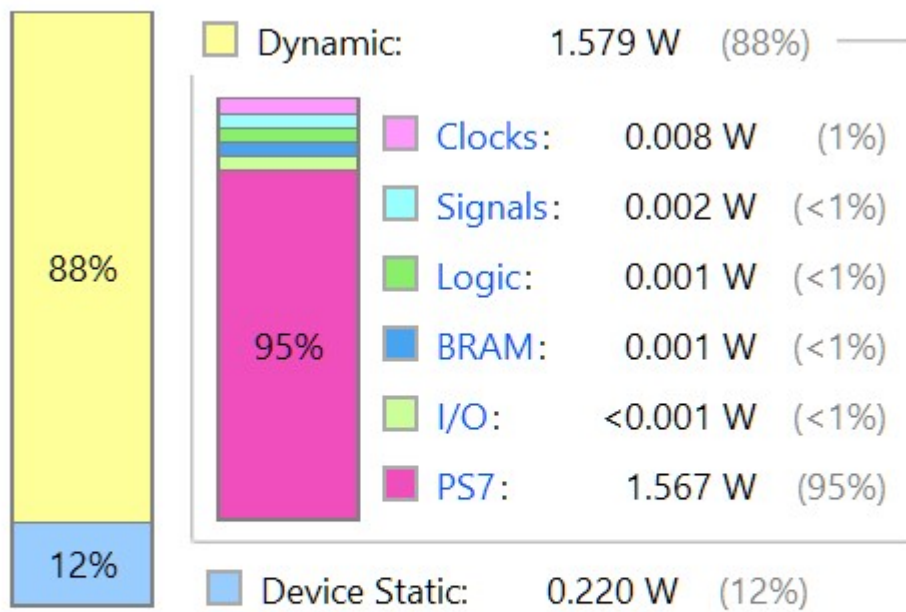 88%
12%
Dynamic: 1.579 W (88%)
95%
Clocks: 0.008 W (1%)
Signals: 0.002 W (<1%)
Logic: 0.001 W (<1%)
BRAM: 0.001 W (<1%)
I/O: <0.001 W (<1%)
PS7: 1.567 W (95%)
Device Static: 0.220 W (12%)